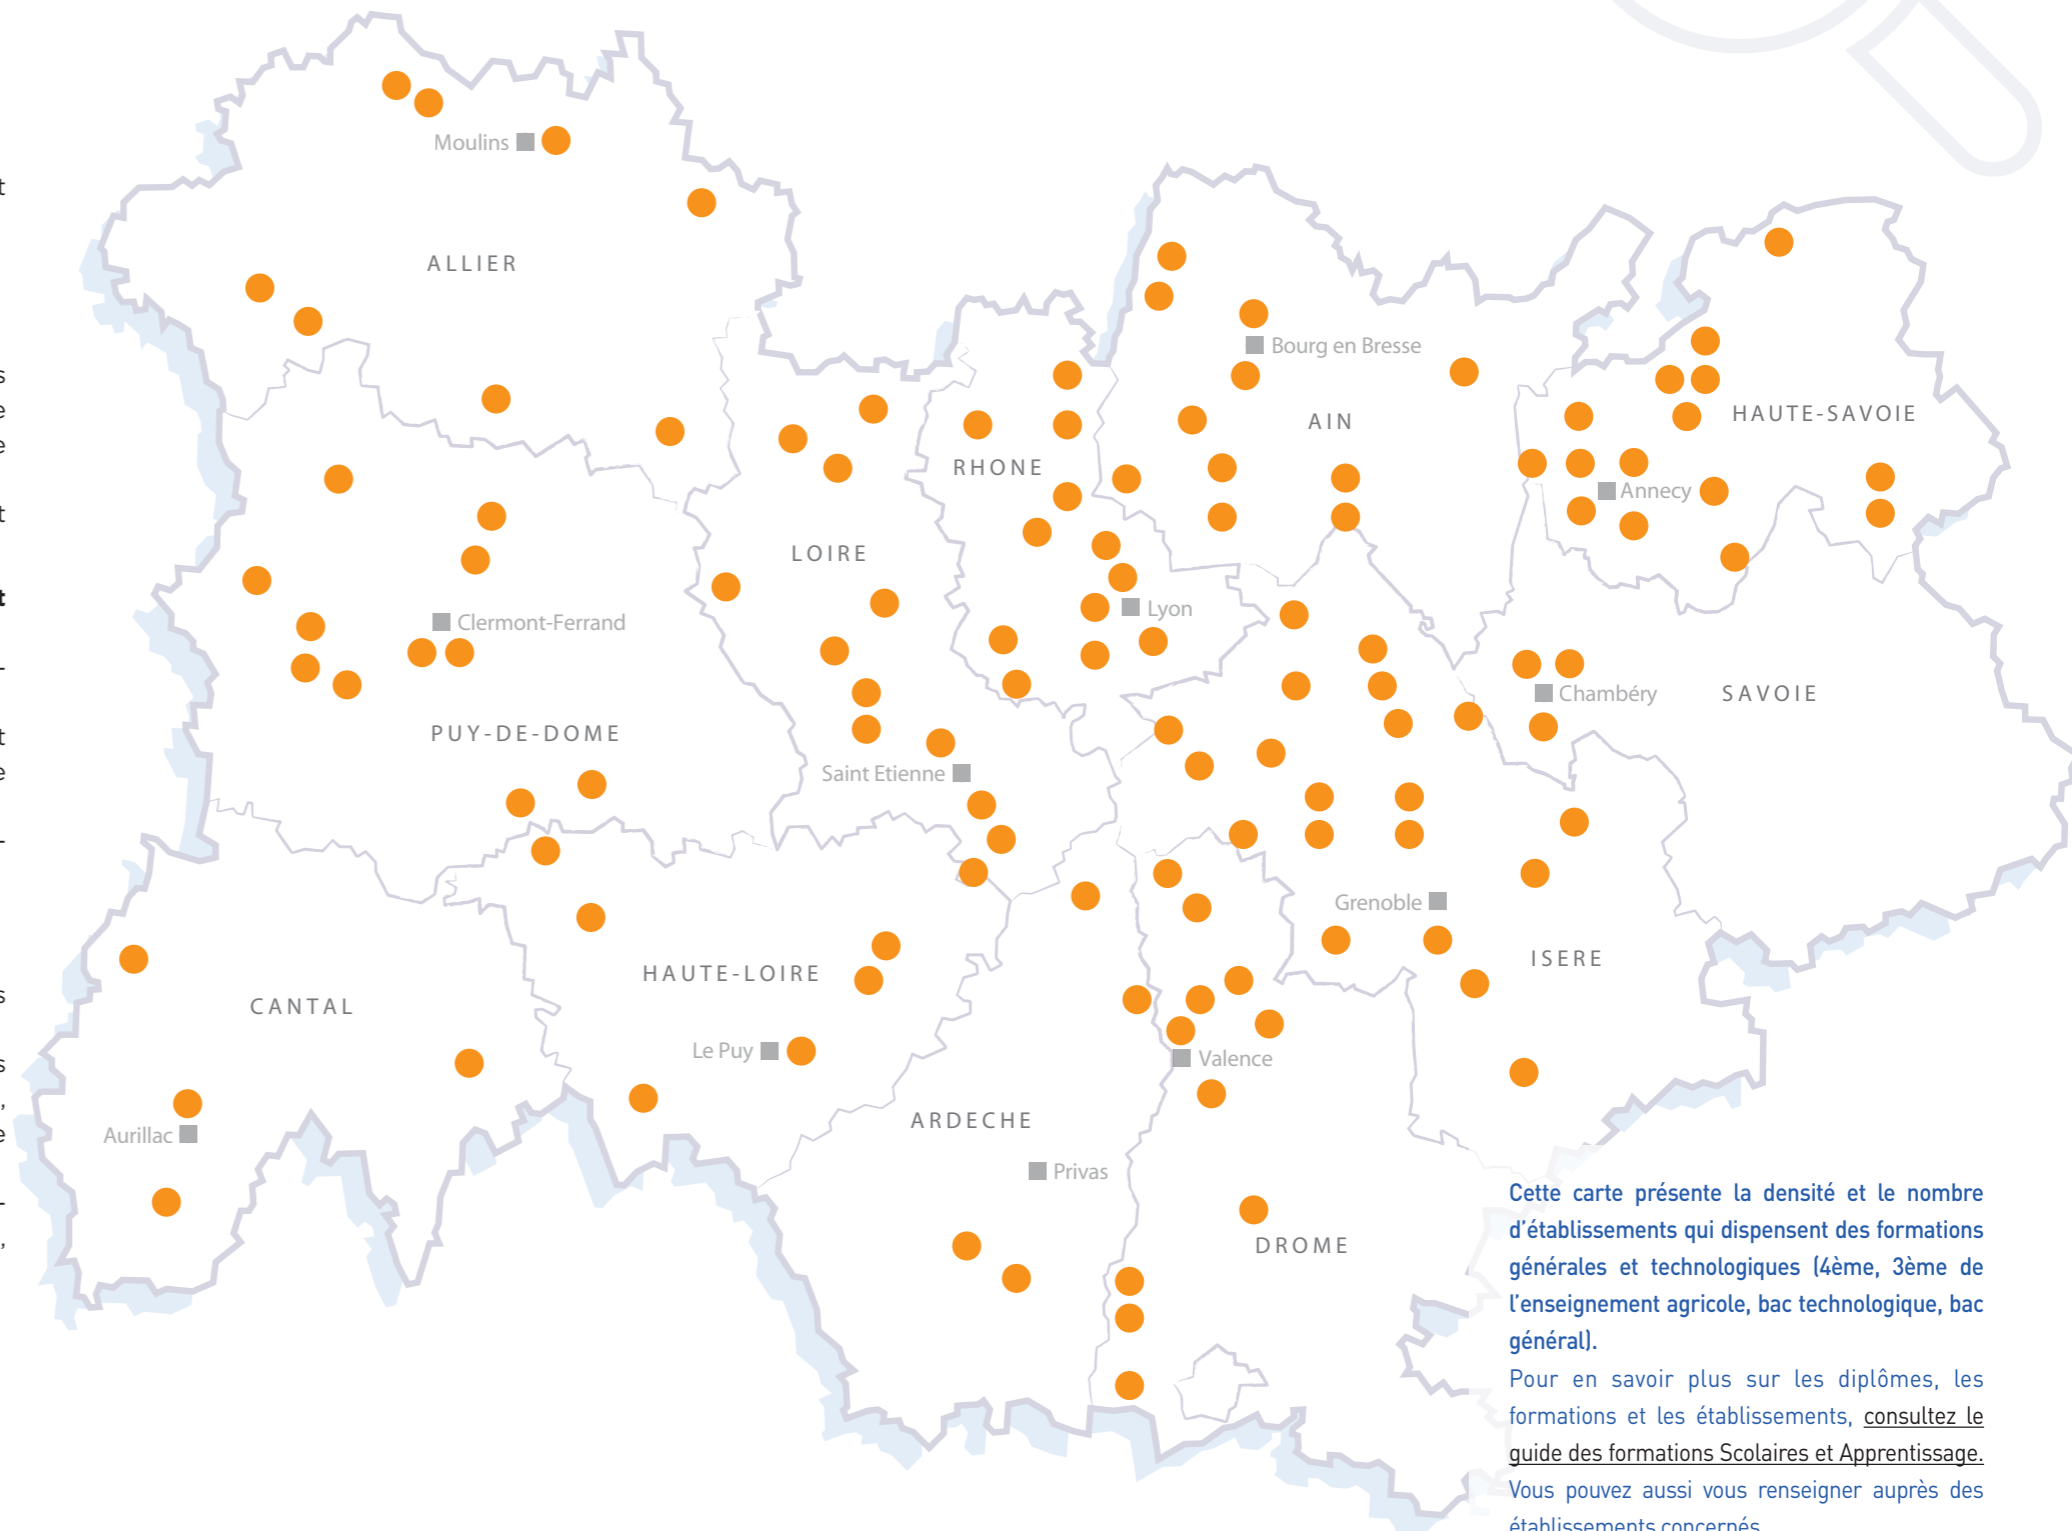 Moulins
ALLIER
Bourg en Bresse
AIN
HAUTE-SAVOIE
RHONE
Annecy
LOIRE
Lyon
Clermont-Ferrand
Chambéry
SAVOIE
PUY-DE-DOME
Saint Etienne
Grenoble
ISERE
HAUTE-LOIRE
CANTAL
Le Puy
Valence
ARDECHE
Aurillac
Privas
DROME
Cette carte présente la densité et le nombre
d'établissements qui dispensent des formations
générales et technologiques (4ème, 3ème de
l'enseignement agricole, bac technologique, bac
général).
Pour en savoir plus sur les diplômes, les
formations et les établissements, consultez le
guide des formations Scolaires et Apprentissage.
Vous pouvez aussi vous renseigner auprès des
établissements concernés